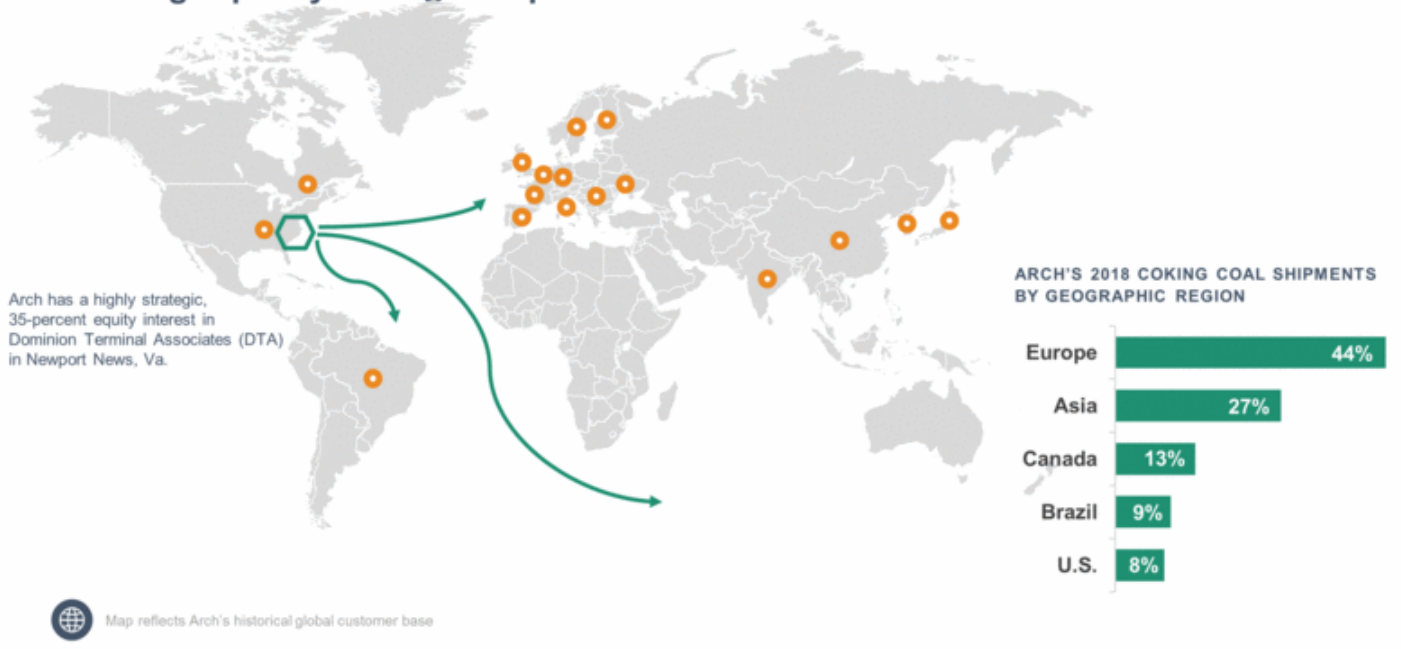 Arch has a highly strategic,
35-percent equity interest in
Dominion Terminal Associates (DTA)
in Newport News, Va.
ARCH'S 2018 COKING COAL SHIPMENTS
BY GEOGRAPHIC REGION
Europe 44%
Asia 27%
Canada 13%
Brazil 9%
U.S. 8%
Map reflects Arch's historical global customer base